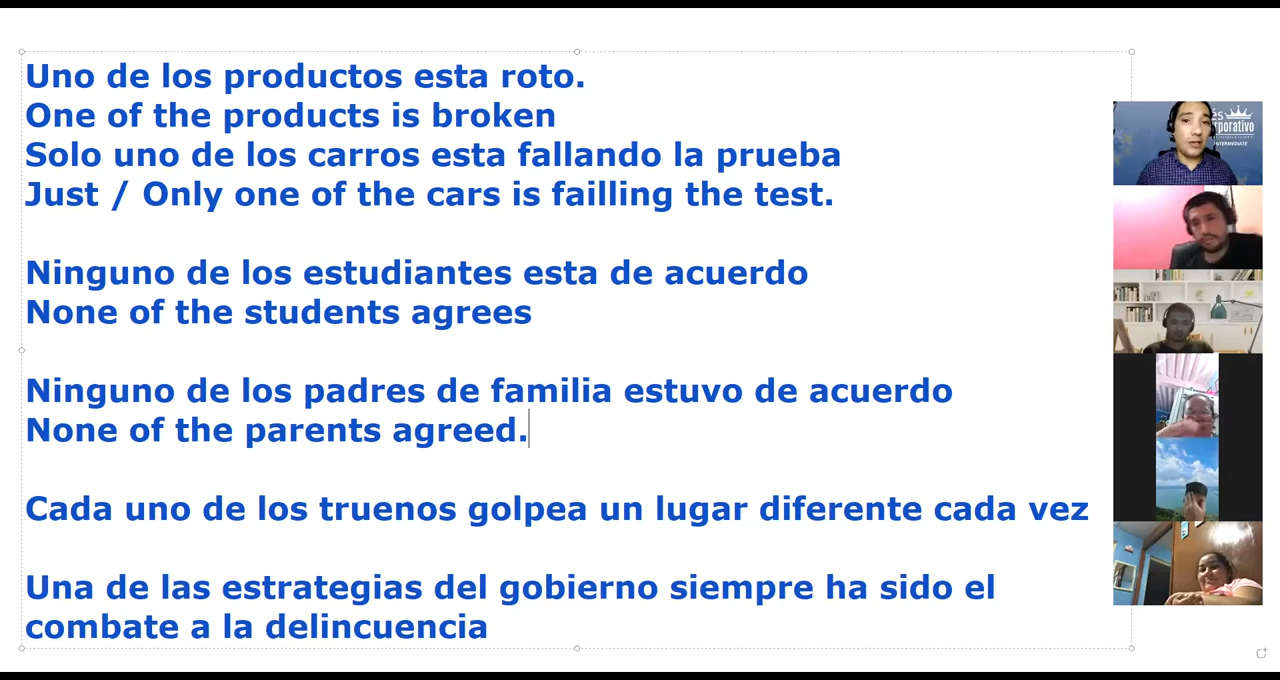 Uno de los productos esta roto.
One of the products is broken
Solo uno de los carros esta fallando la prueba
Just / Only one of the cars is failling the test.
Ninguno de los estudiantes esta de acuerdo
None of the students agrees
Ninguno de los padres de familia estuvo de acuerdo
None of the parents agreed.
Cada uno de los truenos golpea un lugar diferente cada vez
Una de las estrategias del gobierno siempre ha sido el
combate a la delincuencia
INTERMEDIATE